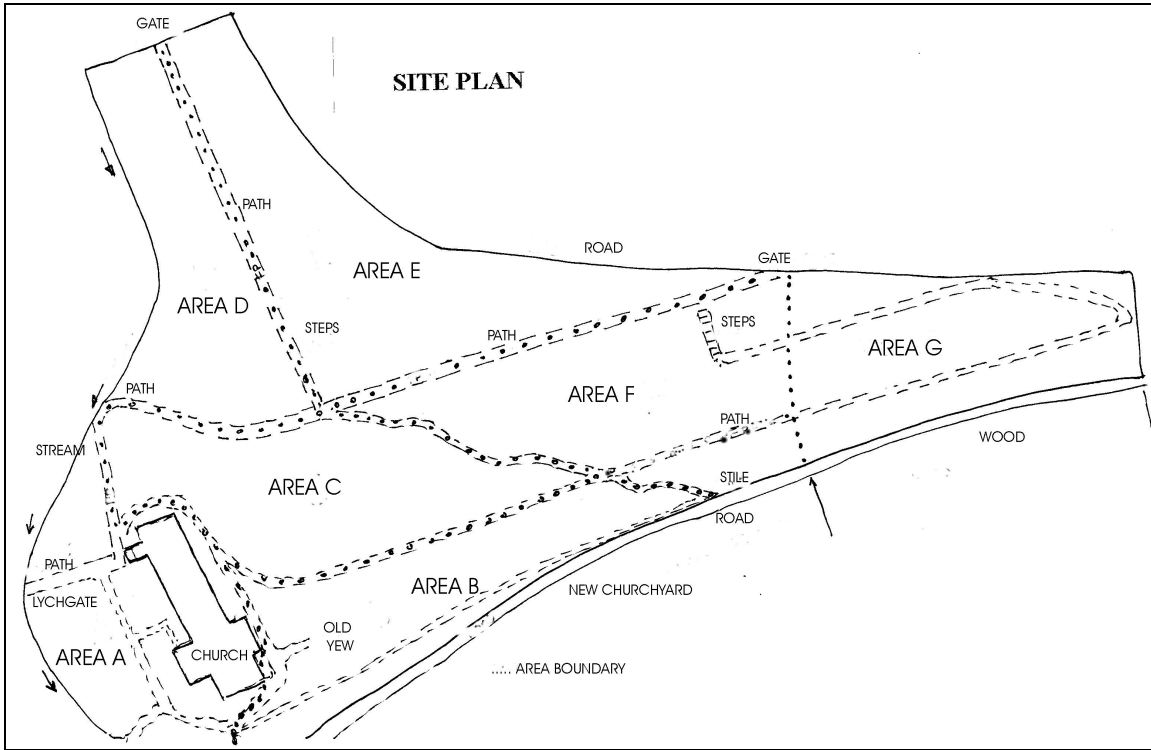 GATE
SITE PLAN
PATH
ROAD
GATE
AREA E
AREA D
STEPS
PATH
STEPS
AREA G
PATH
AREA F
PATH
WOOD
STREAM
AREA C
STILE
ROAD
PATH
AREA B
NEW CHURCHYARD
LYCHGATE
OLD
YEW
AREA A
CHURCH
..... AREA BOUNDARY